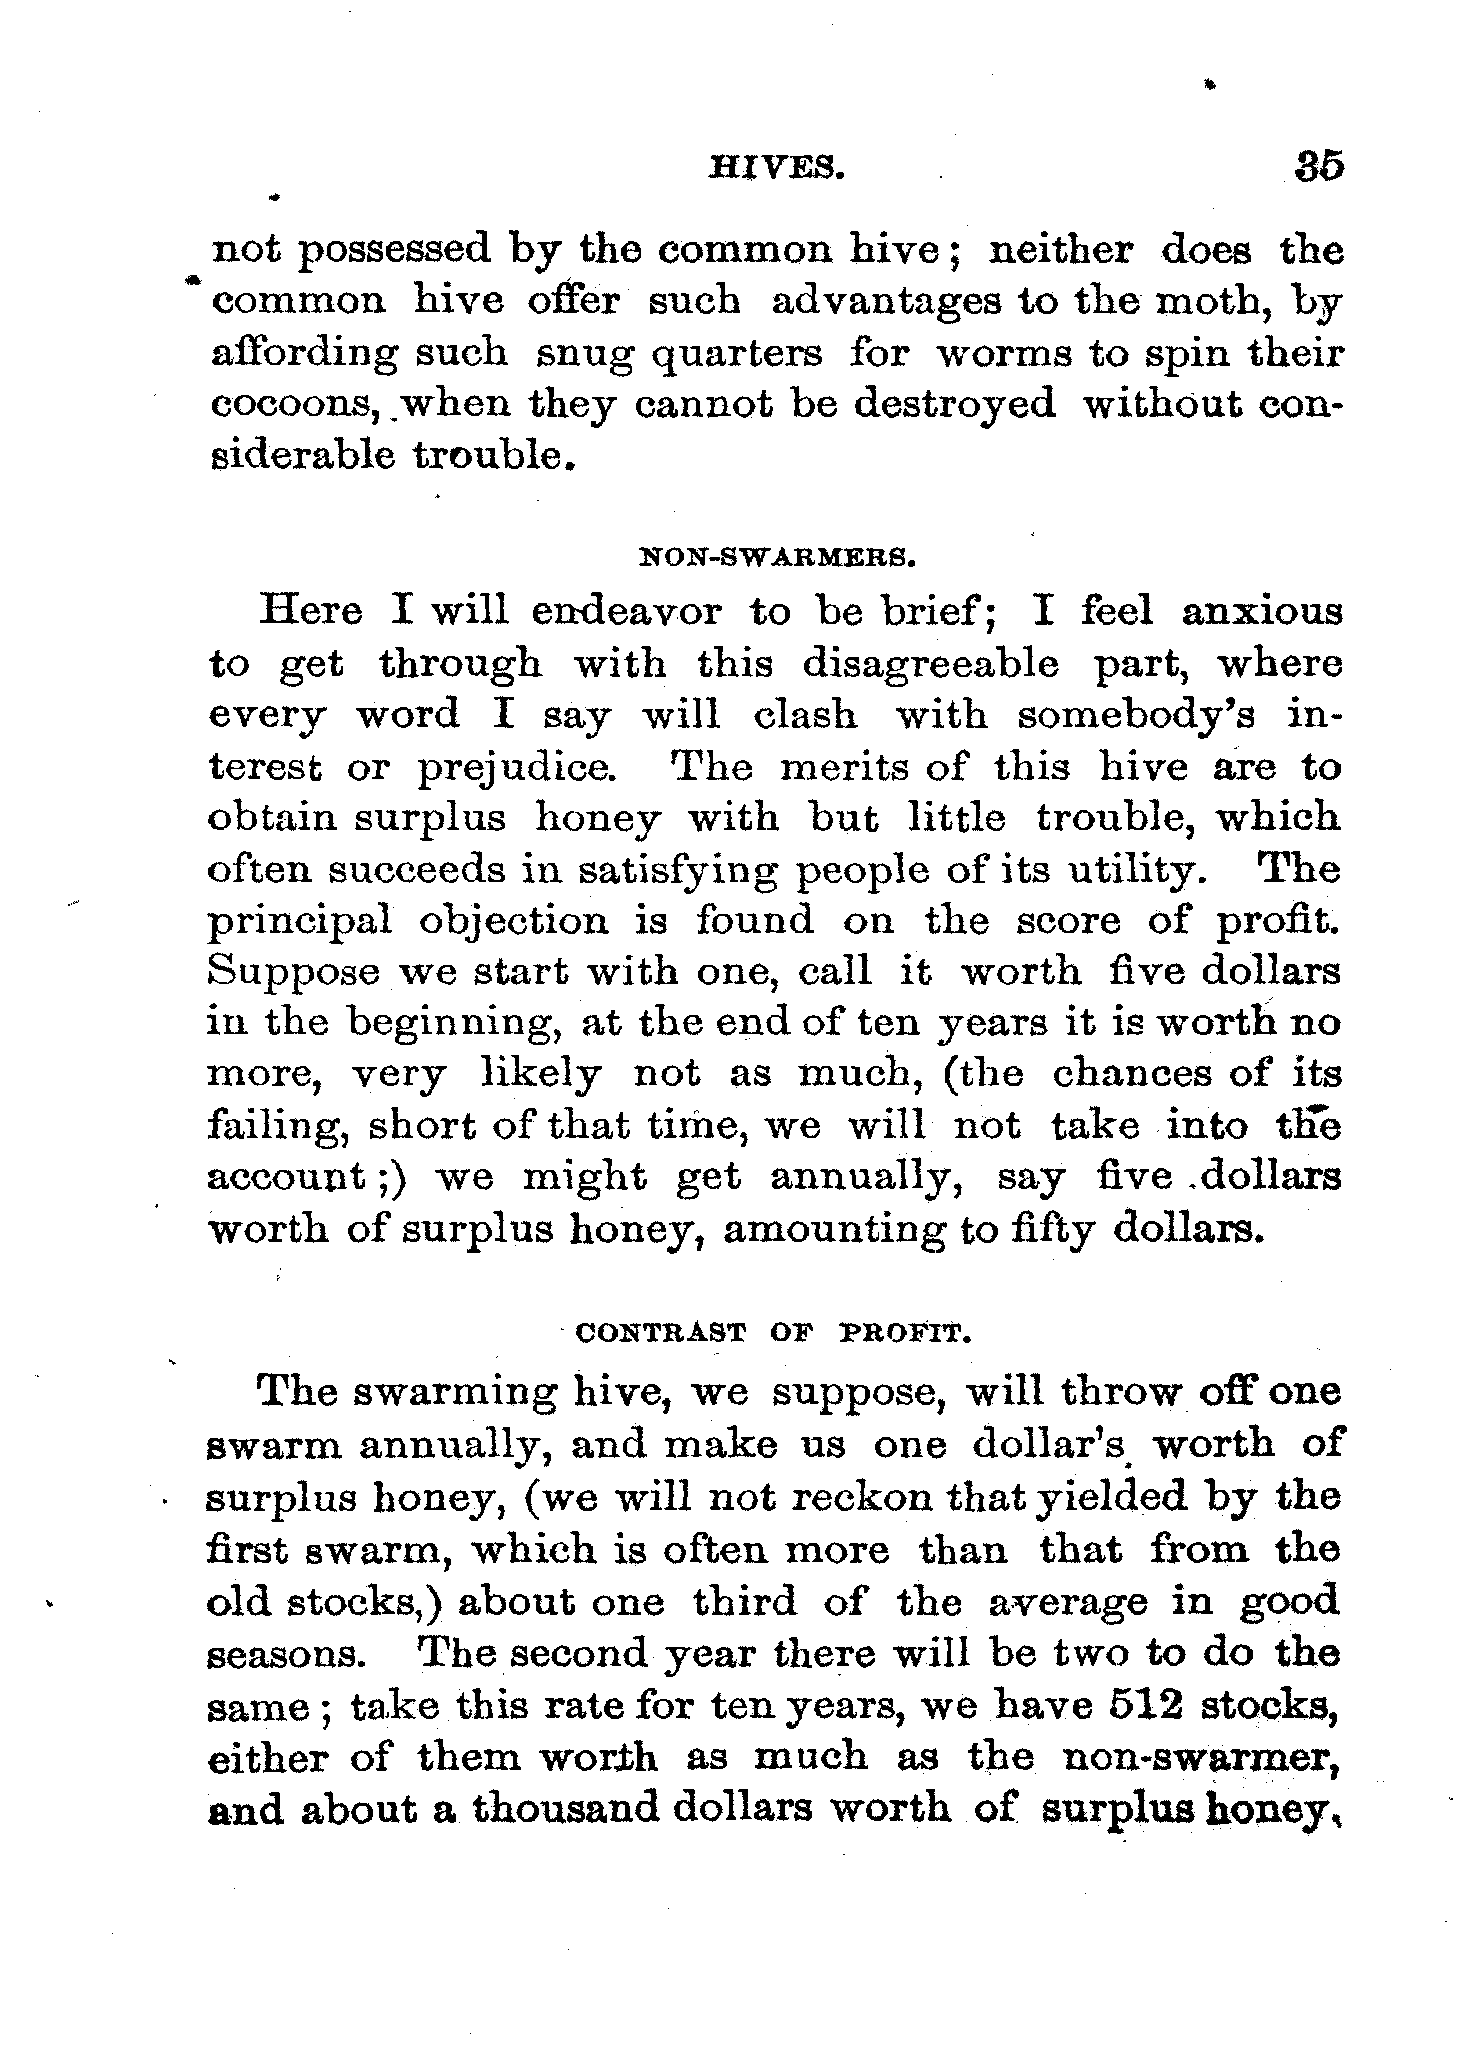 HIVES. 35
not possessed by the common hive; neither does the
common hive offer such advantages to the moth, by
affording such snug quarters for worms to spin their
cocoons, when they cannot be destroyed without con-
siderable trouble.
NON-SWARMERS.
Here I will endeavor to be brief; I feel anxious
to get through with this disagreeable part, where
every word I say will clash with somebody's in-
terest or prejudice. The merits of this hive are to
obtain surplus honey with but little trouble, which
often succeeds in satisfying people of its utility. The
principal objection is found on the score of profit.
Suppose we start with one, call it worth five dollars
in the beginning, at the end of ten years it is worth no
more, very likely not as much, (the chances of its
failing, short of that time, we will not take into the
account;) we might get annually, say five dollars
worth of surplus honey, amounting to fifty dollars.
CONTRAST OF PROFIT.
The swarming hive, we suppose, will throw off one
swarm annually, and make us one dollar's worth of
surplus honey, (we will not reckon that yielded by the
first swarm, which is often more than that from the
old stocks,) about one third of the average in good
seasons. The second year there will be two to do the
same; take this rate for ten years, we have 512 stocks,
either of them worth as much as the non-swarmer,
and about a thousand dollars worth of surplus honey,